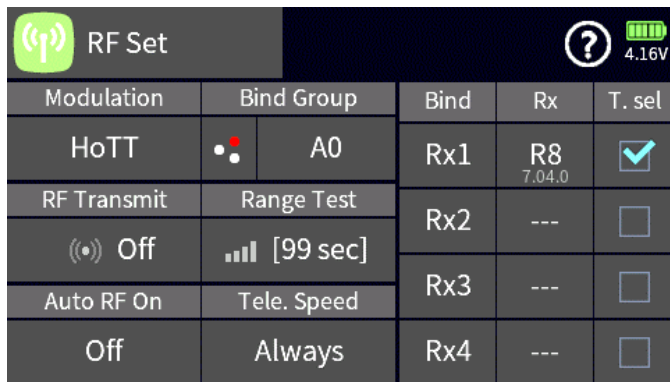 RF Set
?
4.16V
Modulation Bind Group Bind Rx T. sel
HoTT A0 Rx1 R8
7.04.0
RF Transmit Range Test
Rx2 ---
Off [99 sec]
Rx3 ---
Auto RF On Tele. Speed
Off Always Rx4 ---